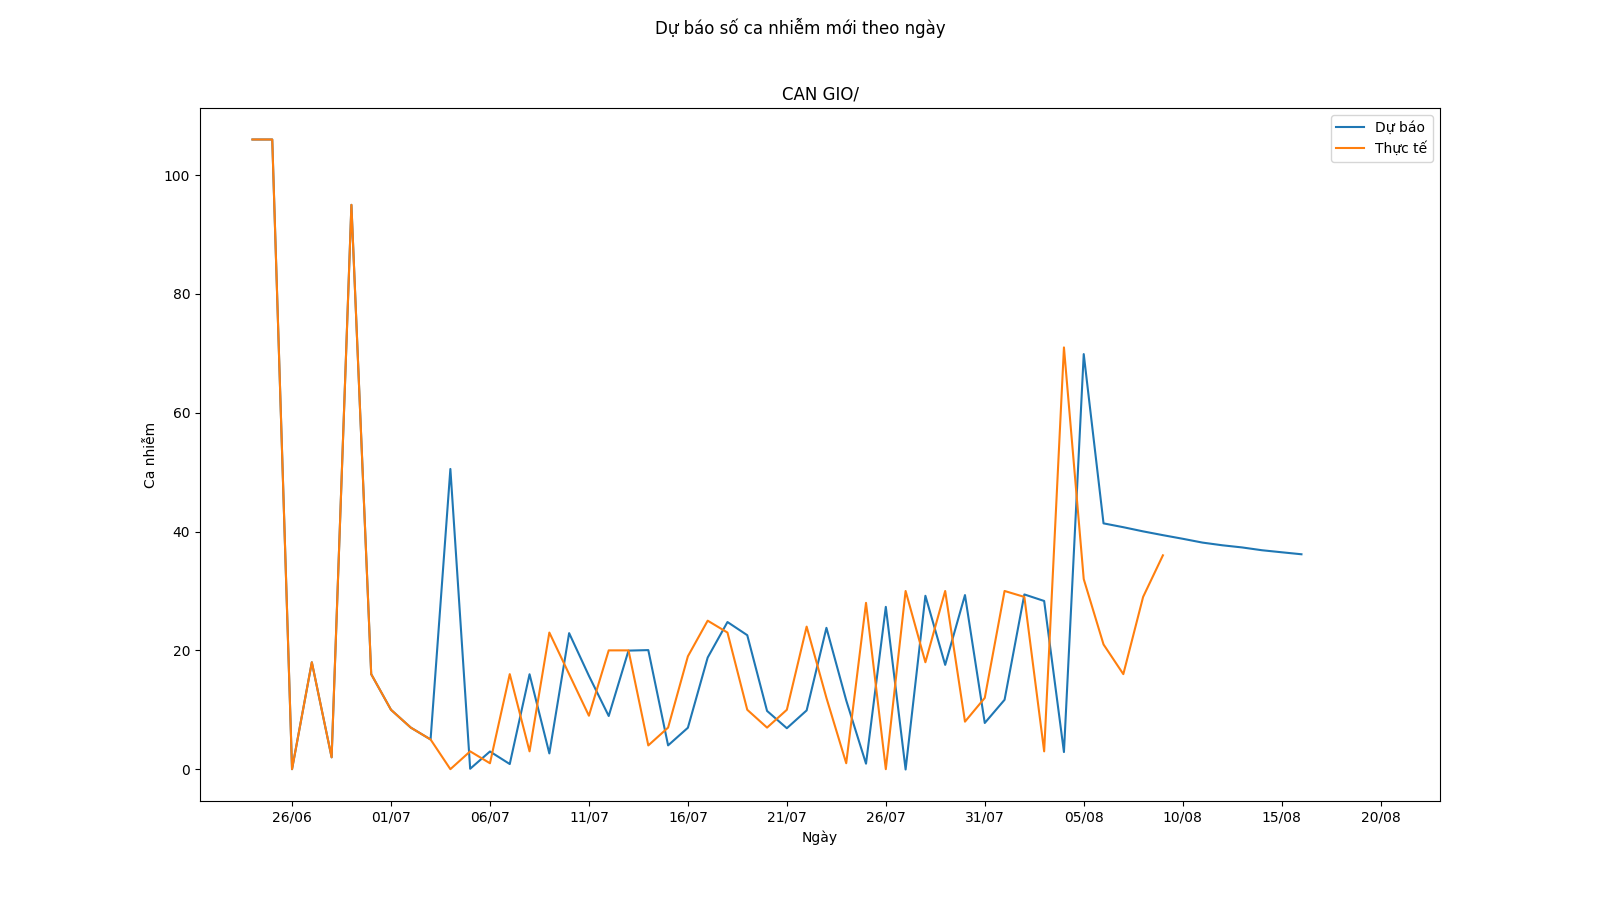 Dự báo số ca nhiễm mới theo ngày
CAN GIO/
Dự báo
Thực tế
100
80
60
40
20
0
Ca nhiễm
26/06 01/07 06/07 11/07 16/07 21/07 26/07 31/07 05/08 10/08 15/08 20/08
Ngày